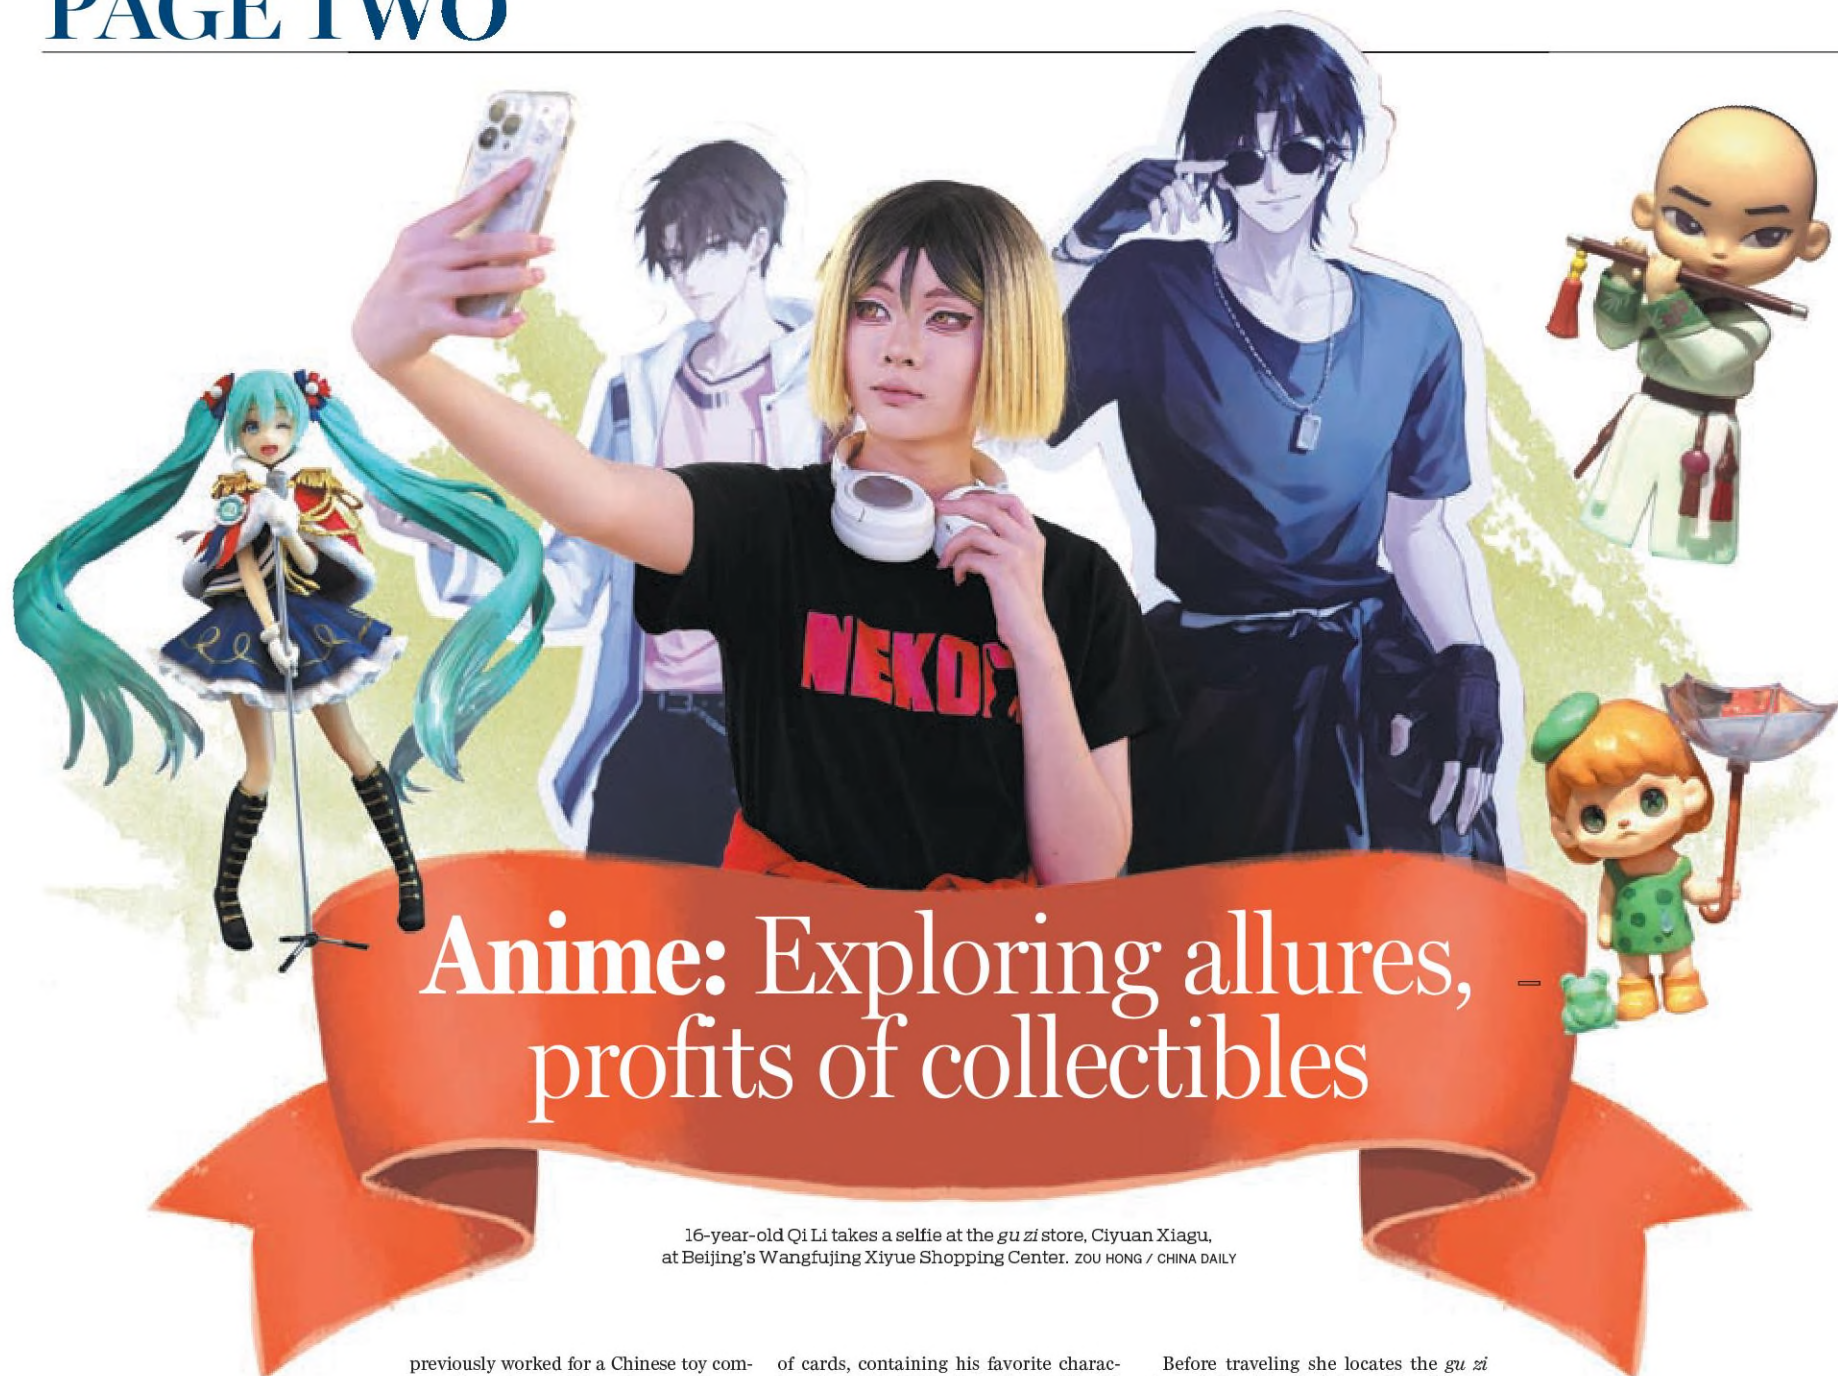 PAGE TWO
NEKO
Anime: Exploring allures,
profits of collectibles
16-year-old Qi Li takes a selfie at the gu zi store, Ciyuan Xiagu,
at Beijing's Wangfujing Xiyue Shopping Center. ZOU HONG / CHINA DAILY
previously worked for a Chinese toy com-
of cards, containing his favorite charac-
Before traveling she locates the gu zi